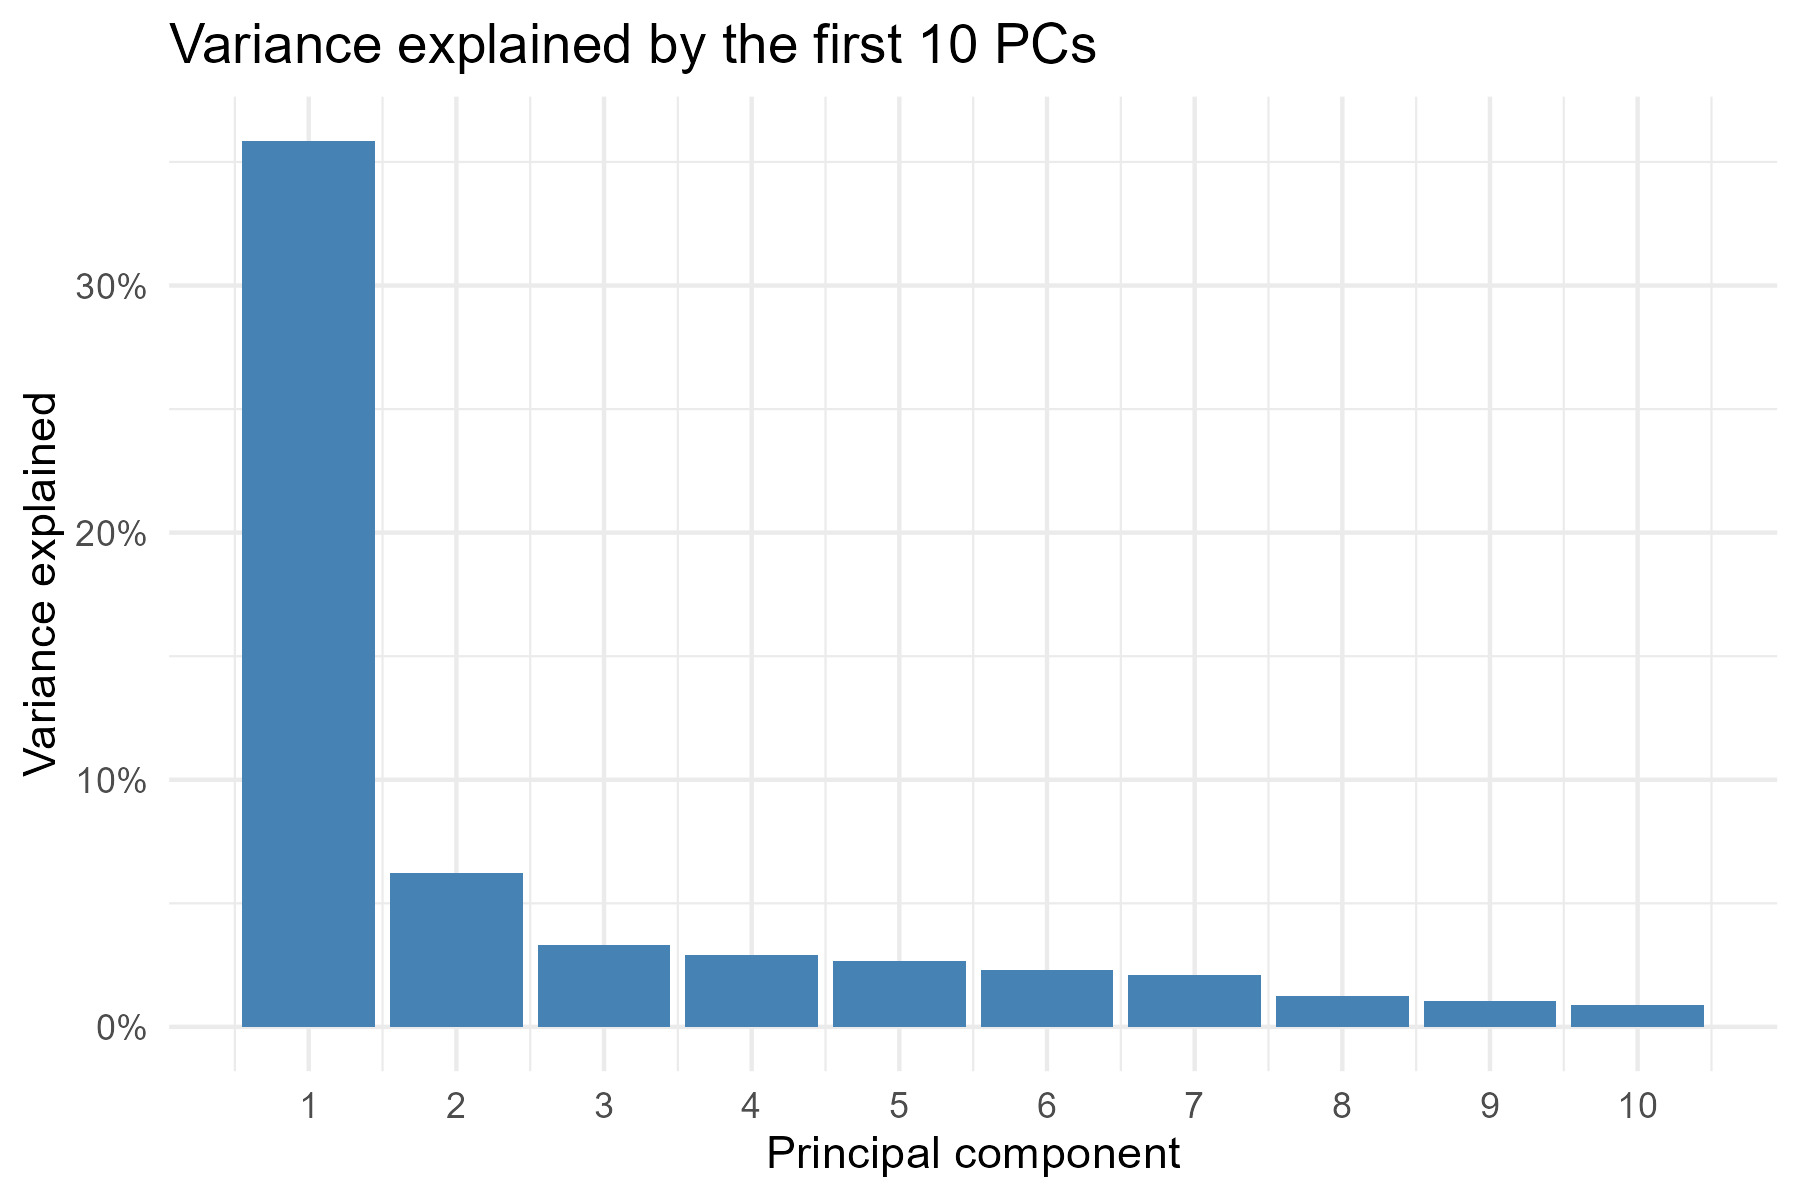 Variance explained by the first 10 PCs
Variance explained
30%
20%
10%
0%
1 2 3 4 5 6 7 8 9 10
Principal component